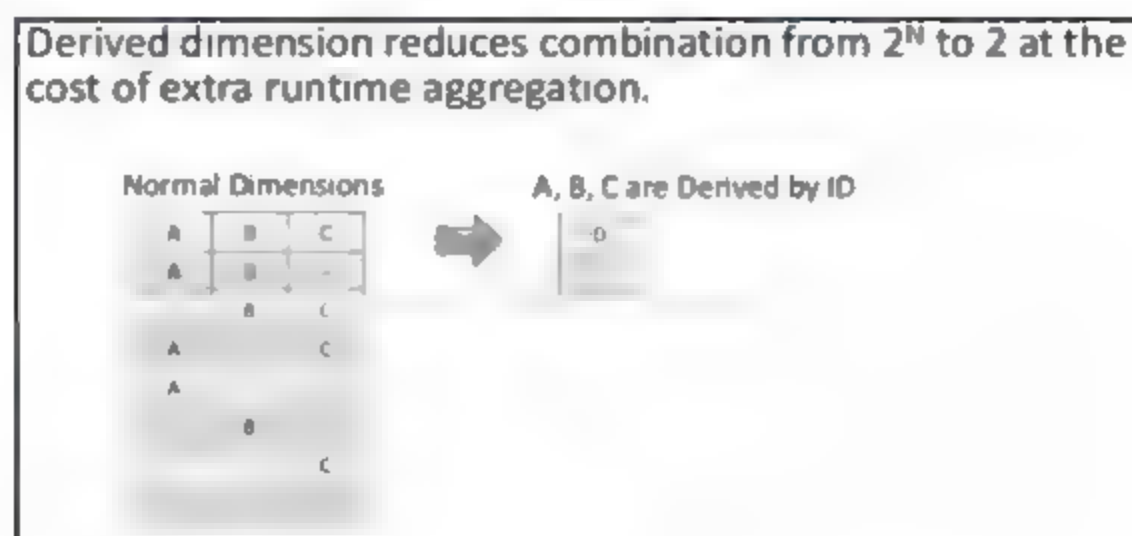 Derived dimension reduces combination from 2ᴺ to 2 at the
cost of extra runtime aggregation.
Normal Dimensions
A, B, C are Derived by ID
A B C
A B -
B C
A C
A
B
C